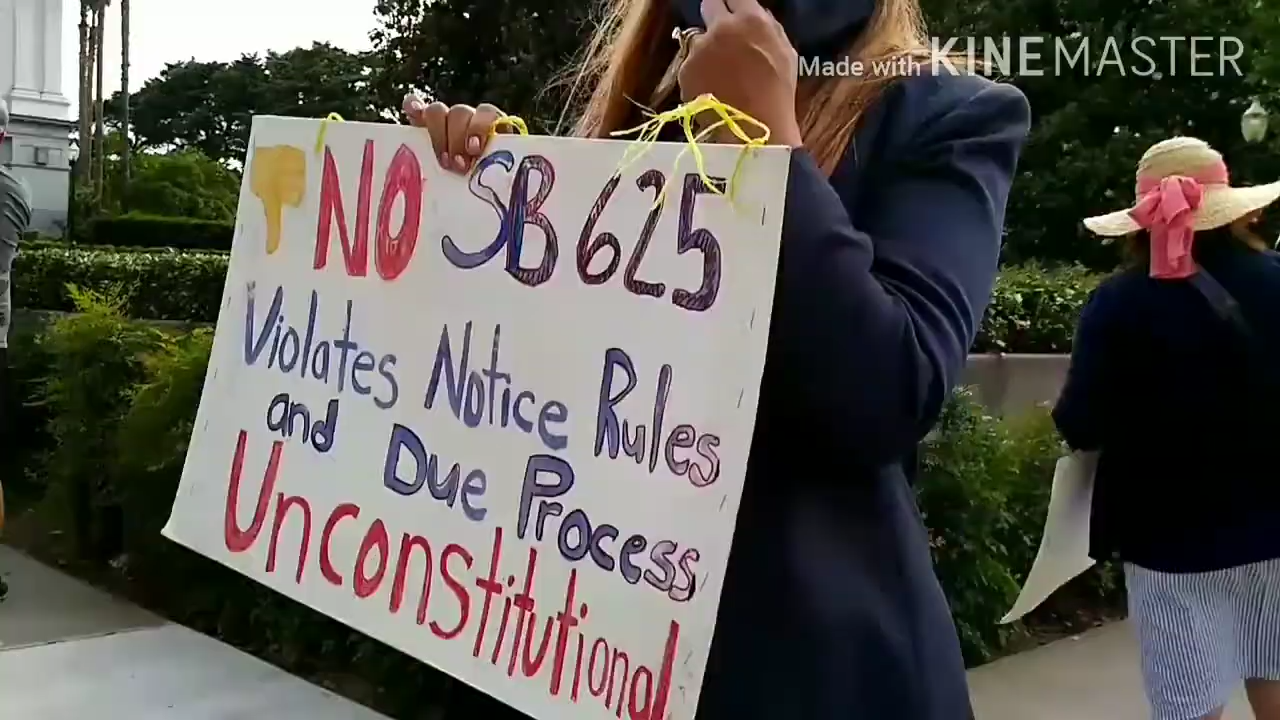 Made with KINEMASTER
NO SB 625
Violates Notice Rules
and Due Process
Unconstitutional